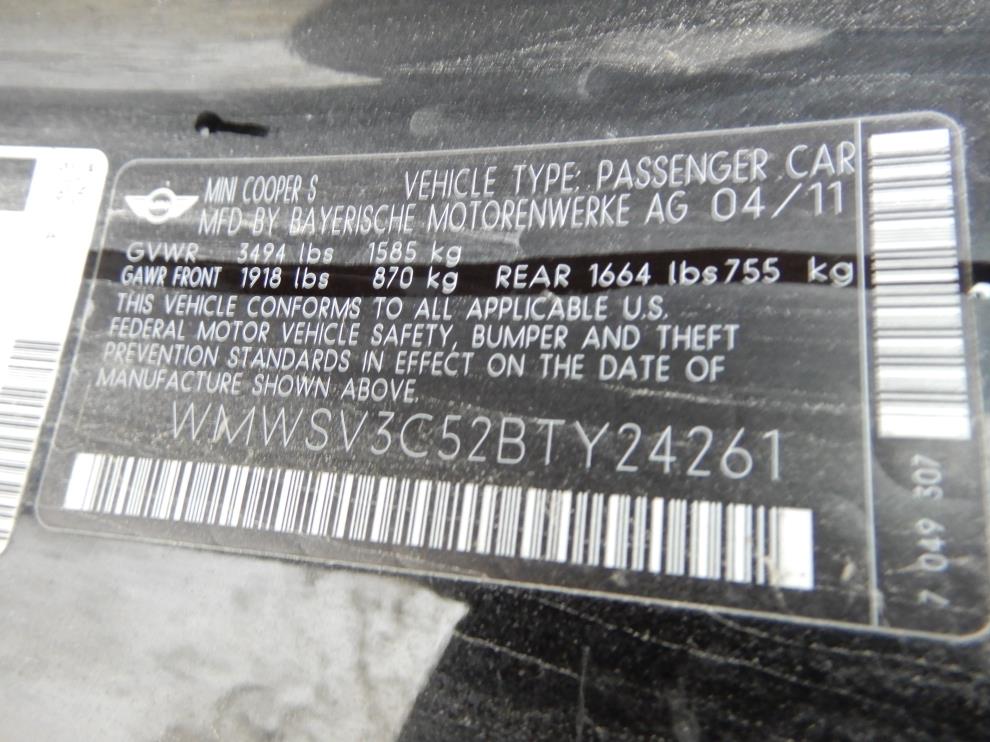 MINI COOPER S VEHICLE TYPE: PASSENGER CAR
MFD BY BAYERISCHE MOTORENWERKE AG 04/11
GVWR 3494 lbs 1585 kg
GAWR FRONT 1918 lbs 870 kg REAR 1664 lbs 755 kg
THIS VEHICLE CONFORMS TO ALL APPLICABLE U.S.
FEDERAL MOTOR VEHICLE SAFETY, BUMPER AND THEFT
PREVENTION STANDARDS IN EFFECT ON THE DATE OF
MANUFACTURE SHOWN ABOVE.
WMWSV3C52BTY24261
7 049 307